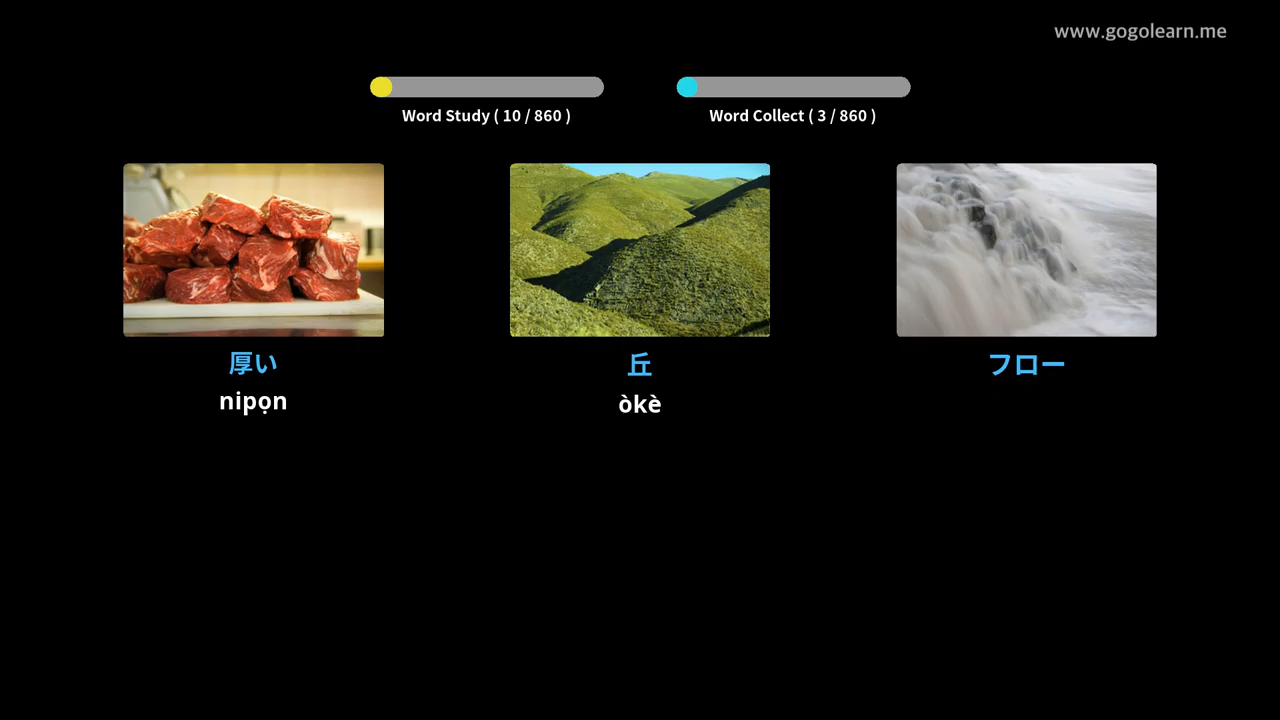 www.gogolearn.me
Word Study ( 10 / 860 )
Word Collect ( 3 / 860 )
厚い
nipọn
丘
òkè
フロー